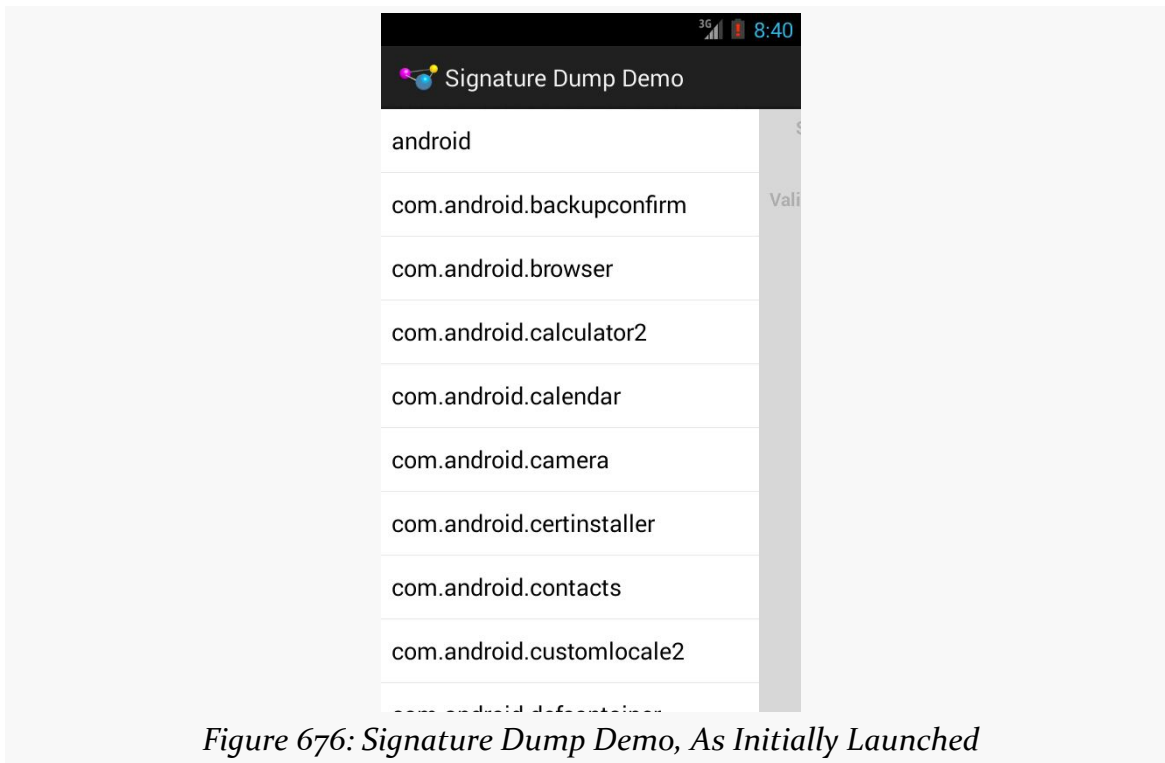 3G 8:40
Signature Dump Demo
android
com.android.backupconfirm
Vali
com.android.browser
com.android.calculator2
com.android.calendar
com.android.camera
com.android.certinstaller
com.android.contacts
com.android.customlocale2
Figure 676: Signature Dump Demo, As Initially Launched